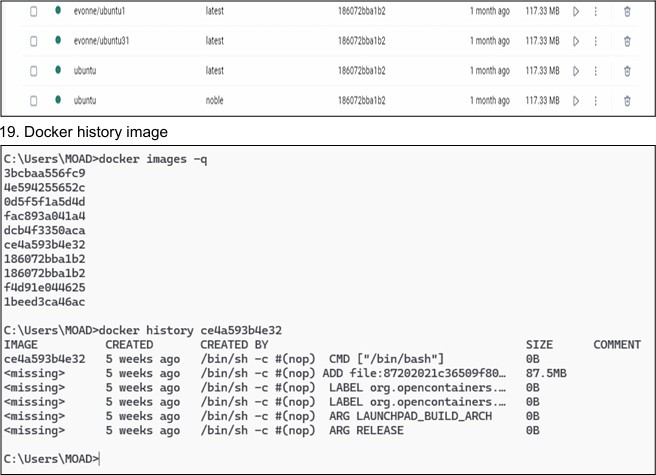 evonne/ubuntu1 latest 186072bba1b2 1 month ago 117.33 MB
evonne/ubuntu31 latest 186072bba1b2 1 month ago 117.33 MB
ubuntu latest 186072bba1b2 1 month ago 117.33 MB
ubuntu noble 186072bba1b2 1 month ago 117.33 MB
19. Docker history image
C:\Users\MOAD>docker images -q
3bcbaa556fc9
4e594255652c
0d5f5f1a5d4d
fac893a041a4
dcb4f3350aca
ce4a593b4e32
186072bba1b2
186072bba1b2
f4d91e044625
1beed3ca46ac
C:\Users\MOAD>docker history ce4a593b4e32
IMAGE CREATED CREATED BY SIZE COMMENT
ce4a593b4e32 5 weeks ago /bin/sh -c #(nop) CMD ["/bin/bash"] 0B
<missing> 5 weeks ago /bin/sh -c #(nop) ADD file:87202021c36509f80… 87.5MB
<missing> 5 weeks ago /bin/sh -c #(nop) LABEL org.opencontainers.… 0B
<missing> 5 weeks ago /bin/sh -c #(nop) LABEL org.opencontainers.… 0B
<missing> 5 weeks ago /bin/sh -c #(nop) ARG LAUNCHPAD_BUILD_ARCH 0B
<missing> 5 weeks ago /bin/sh -c #(nop) ARG RELEASE 0B
C:\Users\MOAD>